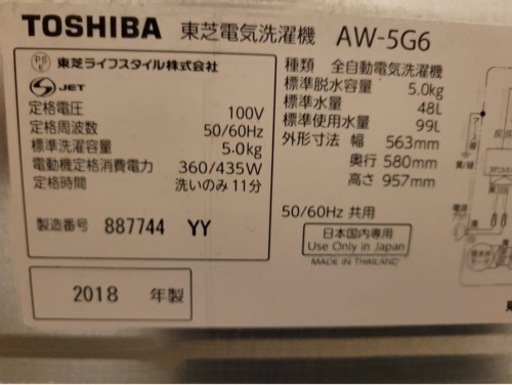 TOSHIBA 東芝電気洗濯機 AW-5G6
PS E 東芝ライフスタイル株式会社
S JET
定格電圧 100V
定格周波数 50/60Hz
標準洗濯容量 5.0kg
電動機定格消費電力 360/435W
定格時間 洗いのみ 11分
製造番号 887744 YY
2018 年製
種類 全自動電気洗濯機
標準脱水容量 5.0kg
標準水量 48L
標準使用水量 99L
外形寸法 幅 563mm
奥行 580mm
高さ 957mm
50/60Hz 共用
日本国内専用
Use Only in Japan
MADE IN THAILAND